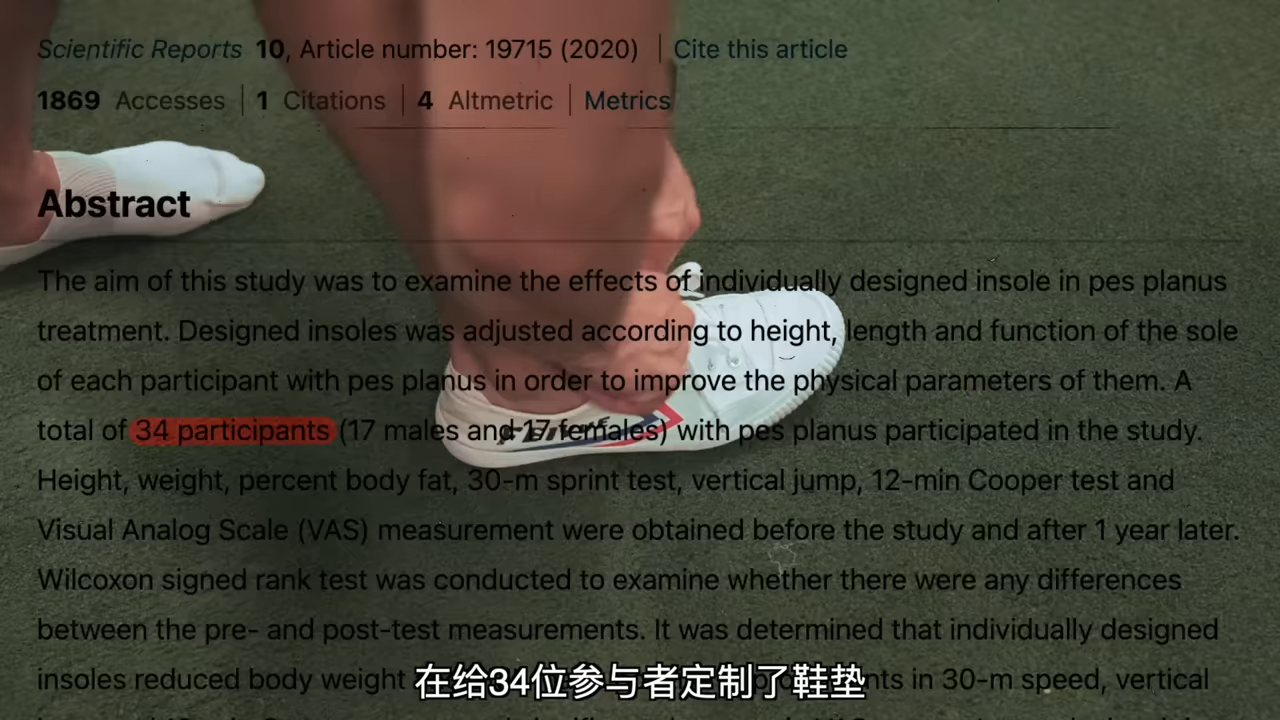 Scientific Reports 10, Article number: 19715 (2020) | Cite this article
1869 Accesses | 1 Citations | 4 Altmetric | Metrics
Abstract
The aim of this study was to examine the effects of individually designed insole in pes planus
treatment. Designed insoles was adjusted according to height, length and function of the sole
of each participant with pes planus in order to improve the physical parameters of them. A
total of 34 participants (17 males and 17 females) with pes planus participated in the study.
Height, weight, percent body fat, 30-m sprint test, vertical jump, 12-min Cooper test and
Visual Analog Scale (VAS) measurement were obtained before the study and after 1 year later.
Wilcoxon signed rank test was conducted to examine whether there were any differences
between the pre- and post-test measurements. It was determined that individually designed
insoles reduced body weight in 30-m speed, vertical
在给34位参与者定制了鞋垫